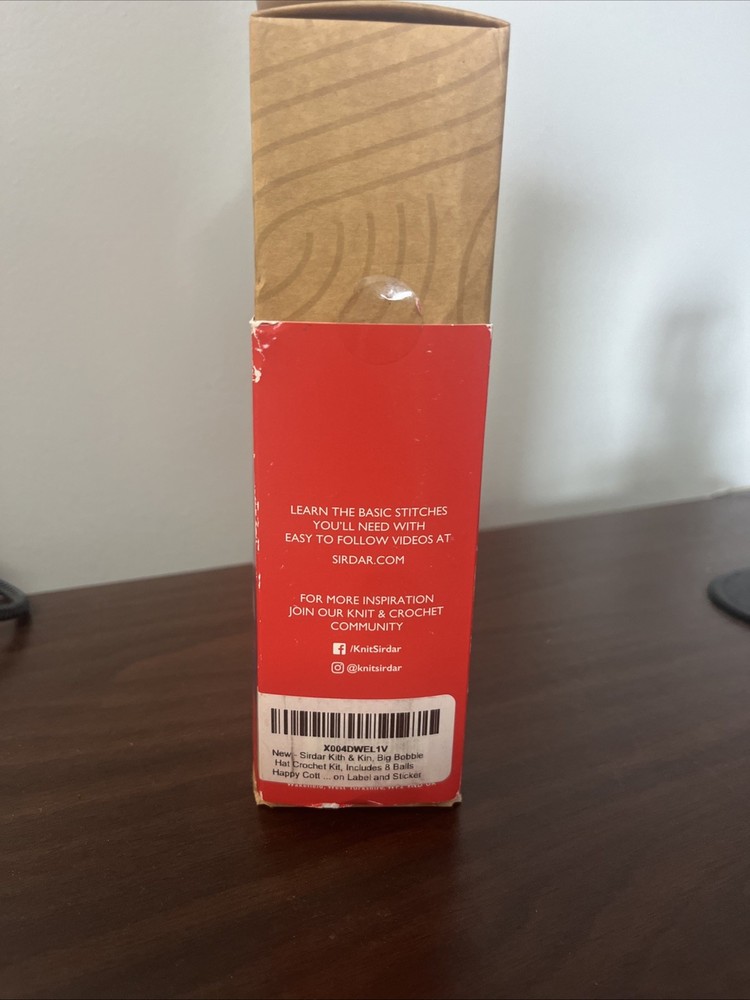 LEARN THE BASIC STITCHES
YOU'LL NEED WITH
EASY TO FOLLOW VIDEOS AT
SIRDAR.COM
FOR MORE INSPIRATION
JOIN OUR KNIT & CROCHET
COMMUNITY
/KnitSirdar
@knitsirdar
X004DWEL1V
New - Sirdar Kith & Kin, Big Bobble
Hat Crochet Kit, Includes 8 Balls
Happy Cott ... on Label and Sticker